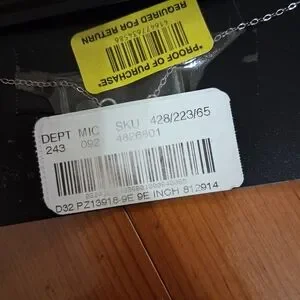 *PROOF OF PURCHASE*
REQUIRED FOR RETURN
DEPT MIC SKU 428/223/65
243 092 4826801
D32 PZ13918-9E 9E INCH 812914